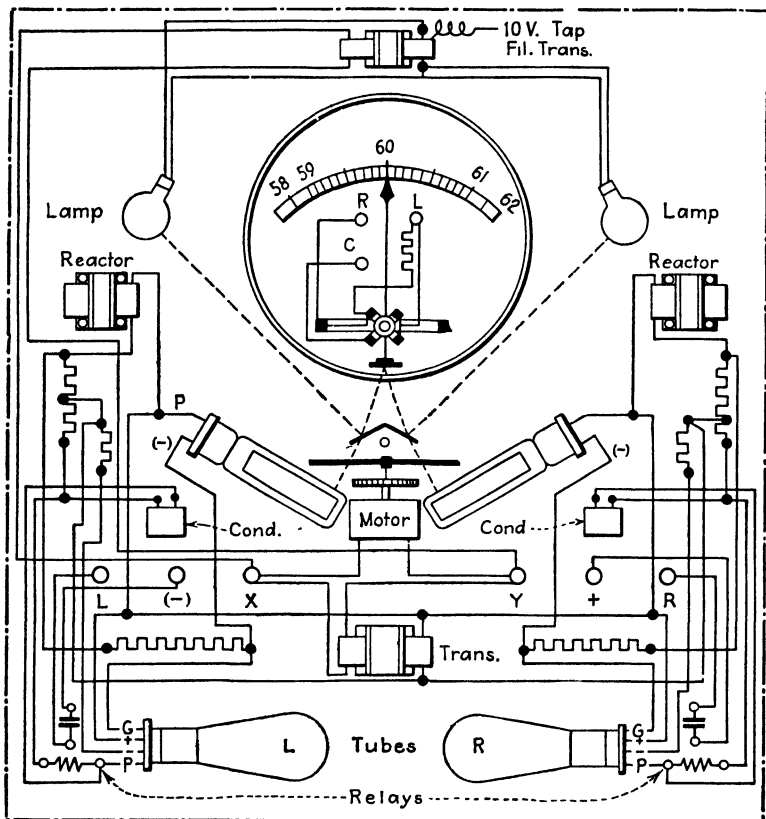 10 V. Tap
Fil. Trans.
58 59 60 61 62
Lamp
R
L
Lamp
C
Reactor
Reactor
P
(-)
(-)
Cond.
Motor
Cond
L
(-)
X
Y
+
R
Trans.
G
+
P
L
Tubes
R
G
+
P
Relays